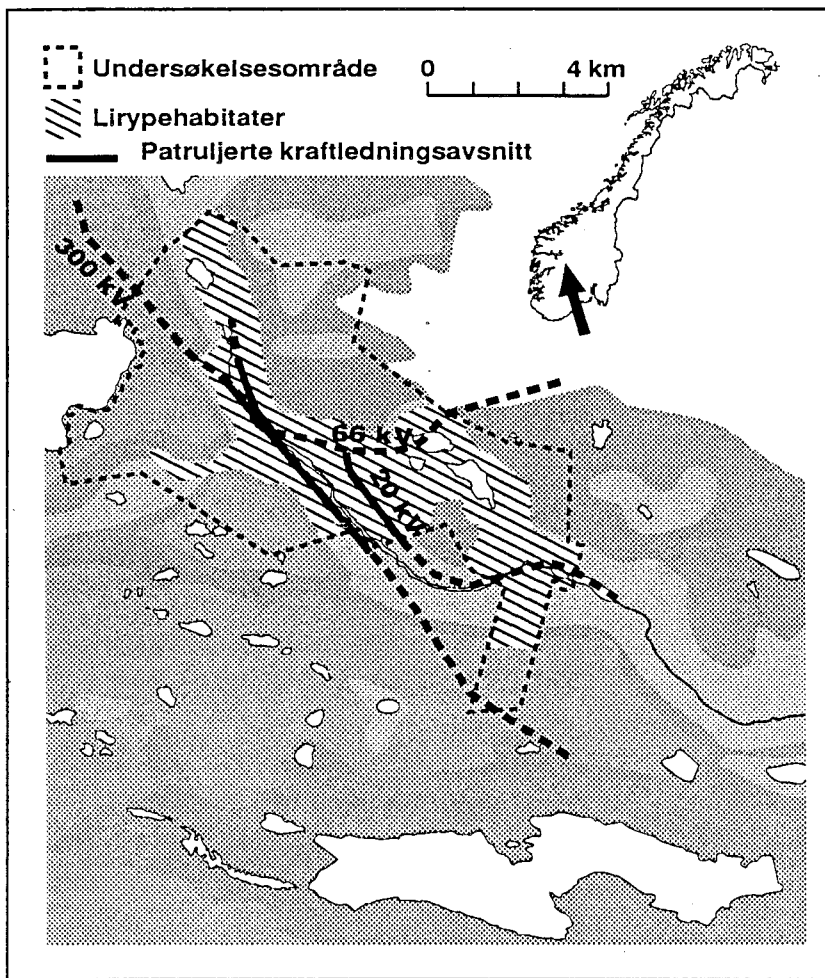 Undersøkelsesområde
0 4 km
Lirypehabitater
Patruljerte kraftledningsavsnitt
300 kV
66 kV
20 kV